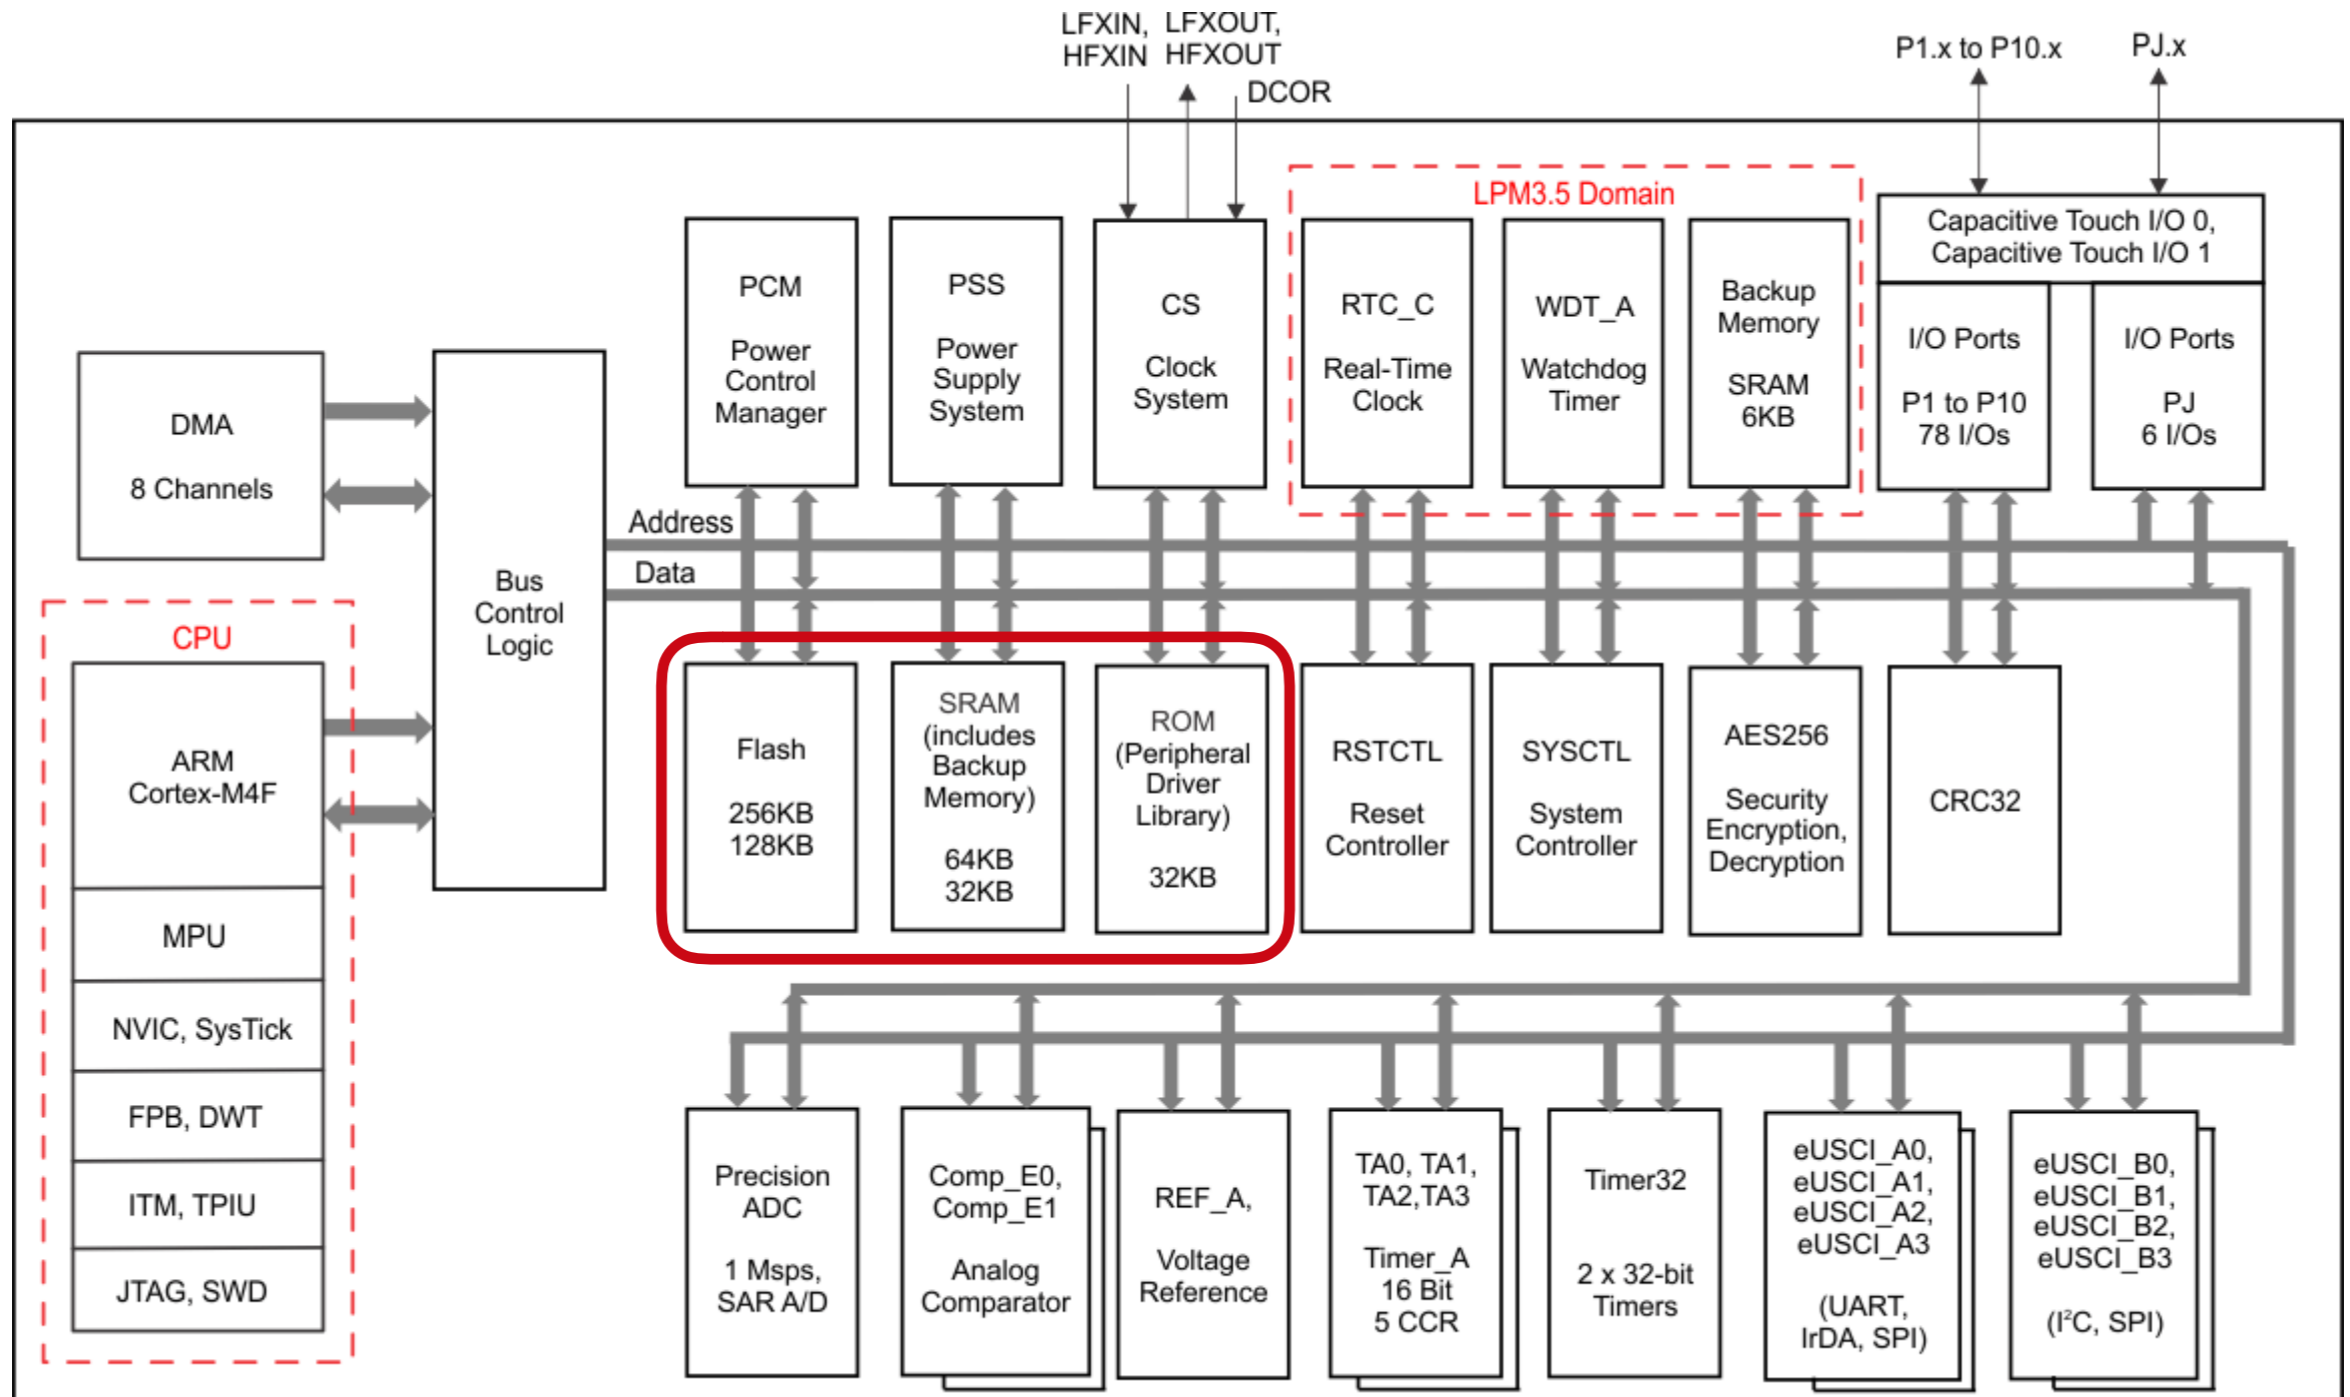 LFXIN,
HFXIN
LFXOUT,
HFXOUT
DCOR
P1.x to P10.x
PJ.x
LPM3.5 Domain
PCM
Power
Control
Manager
PSS
Power
Supply
System
CS
Clock
System
RTC_C
Real-Time
Clock
WDT_A
Watchdog
Timer
Backup
Memory
SRAM
6KB
Capacitive Touch I/O 0,
Capacitive Touch I/O 1
I/O Ports
P1 to P10
78 I/Os
I/O Ports
PJ
6 I/Os
DMA
8 Channels
Bus
Control
Logic
Address
Data
CPU
ARM
Cortex-M4F
MPU
NVIC, SysTick
FPB, DWT
ITM, TPIU
JTAG, SWD
Flash
256KB
128KB
SRAM
(includes
Backup
Memory)
64KB
32KB
ROM
(Peripheral
Driver
Library)
32KB
RSTCTL
Reset
Controller
SYSCTL
System
Controller
AES256
Security
Encryption,
Decryption
CRC32
Precision
ADC
1 Msps,
SAR A/D
Comp_E0,
Comp_E1
Analog
Comparator
REF_A,
Voltage
Reference
TA0, TA1,
TA2,TA3
Timer_A
16 Bit
5 CCR
Timer32
2 x 32-bit
Timers
eUSCI_A0,
eUSCI_A1,
eUSCI_A2,
eUSCI_A3
(UART,
IrDA, SPI)
eUSCI_B0,
eUSCI_B1,
eUSCI_B2,
eUSCI_B3
(I²C, SPI)